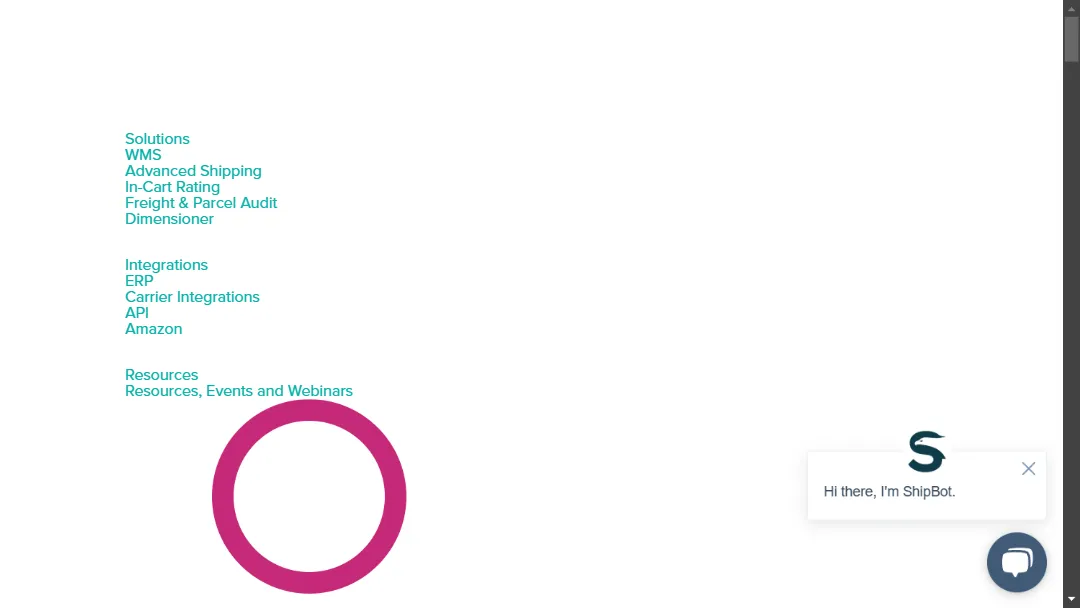 Solutions
WMS
Advanced Shipping
In-Cart Rating
Freight & Parcel Audit
Dimensioner
Integrations
ERP
Carrier Integrations
API
Amazon
Resources
Resources, Events and Webinars
Hi there, I'm ShipBot.